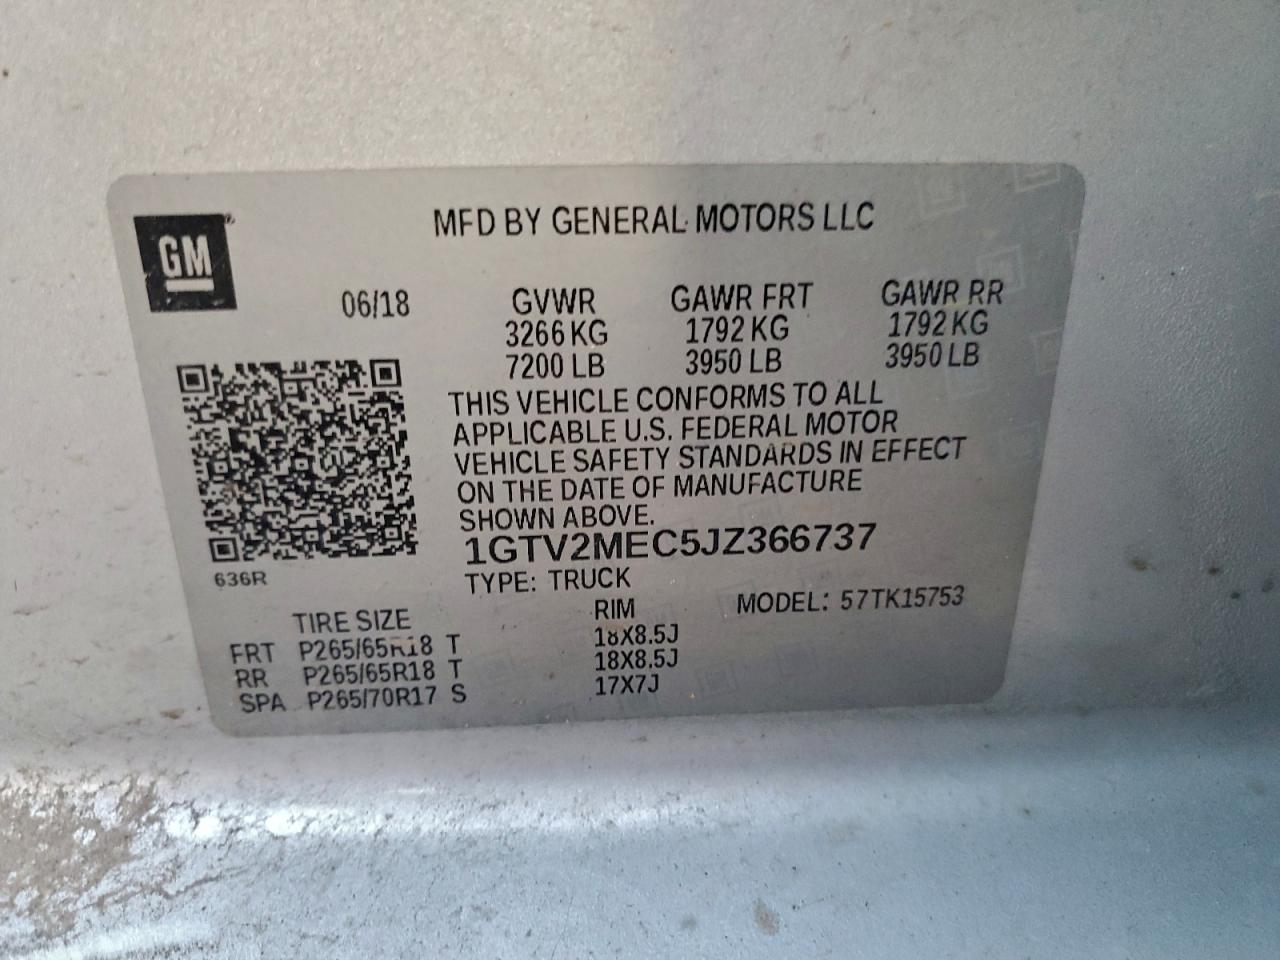 GM
MFD BY GENERAL MOTORS LLC
06/18 GVWR GAWR FRT GAWR RR
3266 KG 1792 KG 1792 KG
7200 LB 3950 LB 3950 LB
THIS VEHICLE CONFORMS TO ALL
APPLICABLE U.S. FEDERAL MOTOR
VEHICLE SAFETY STANDARDS IN EFFECT
ON THE DATE OF MANUFACTURE
SHOWN ABOVE.
1GTV2MEC5JZ366737
636R
TYPE: TRUCK
MODEL: 57TK15753
TIRE SIZE RIM
FRT P265/65R18 T 18X8.5J
RR P265/65R18 T 18X8.5J
SPA P265/70R17 S 17X7J